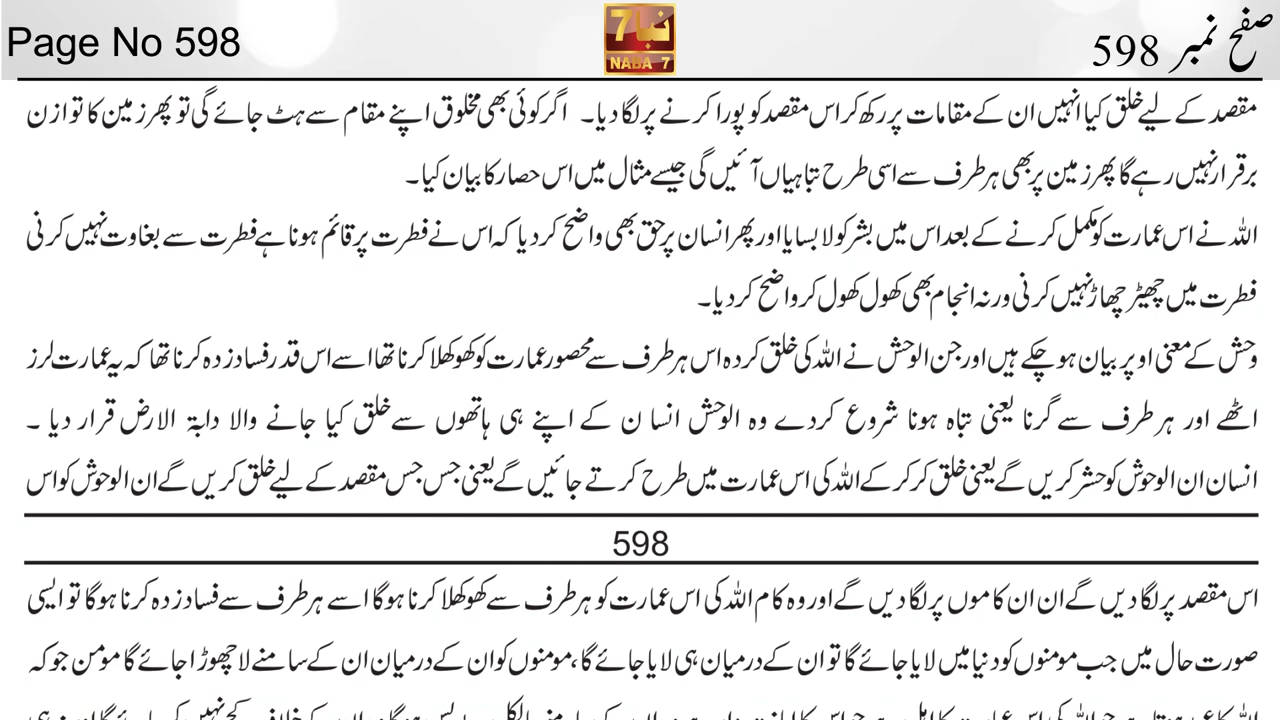 Page No 598
نبا 7
NABA 7
صفحہ نمبر 598
مقصد کے لیے خلق کیا انہیں ان کے مقامات پر رکھ کر اس مقصد کو پورا کرنے پر لگا دیا۔ اگر کوئی بھی مخلوق اپنے مقام سے ہٹ جائے گی تو پھر زمین کا توازن
برقرار نہیں رہے گا پھر زمین پر بھی ہر طرف سے اسی طرح تباہیاں آئیں گی جیسے مثال میں اس حصار کا بیان کیا۔
اللہ نے اس عمارت کو مکمل کرنے کے بعد اس میں بشر کو لا بسایا اور پھر انسان پر حق بھی واضح کر دیا کہ اس نے فطرت پر قائم ہونا ہے فطرت سے بغاوت نہیں کرنی
فطرت میں چھیڑ چھاڑ نہیں کرنی ورنہ انجام بھی کھول کھول کر واضح کر دیا۔
وحش کے معنی اوپر بیان ہو چکے ہیں اور جن الوحش نے اللہ کی خلق کردہ اس ہر طرف سے محصور عمارت کو کھوکھلا کرنا تھا اسے اس قدر فساد زدہ کرنا تھا کہ یہ عمارت لرز
اٹھے اور ہر طرف سے گرنا یعنی تباہ ہونا شروع کردے وہ الوحش انسان کے اپنے ہی ہاتھوں سے خلق کیا جانے والا دابۃ الارض قرار دیا ۔
انسان ان الوحوش کو حشر کریں گے یعنی خلق کر کر کے اللہ کی اس عمارت میں طرح کرتے جائیں گے یعنی جس جس مقصد کے لیے خلق کریں گے ان الوحوش کو اس
598
اس مقصد پر لگا دیں گے ان ان کاموں پر لگا دیں گے اور وہ کام اللہ کی اس عمارت کو ہر طرف سے کھوکھلا کرنا ہوگا اسے ہر طرف سے فساد زدہ کرنا ہوگا تو ایسی
صورت حال میں جب مومنوں کو دنیا میں لایا جائے گا تو ان کے درمیان ہی لایا جائے گا، مومنوں کو ان کے درمیان ان کے سامنے لا چھوڑا جائے گا مومن جو کہ